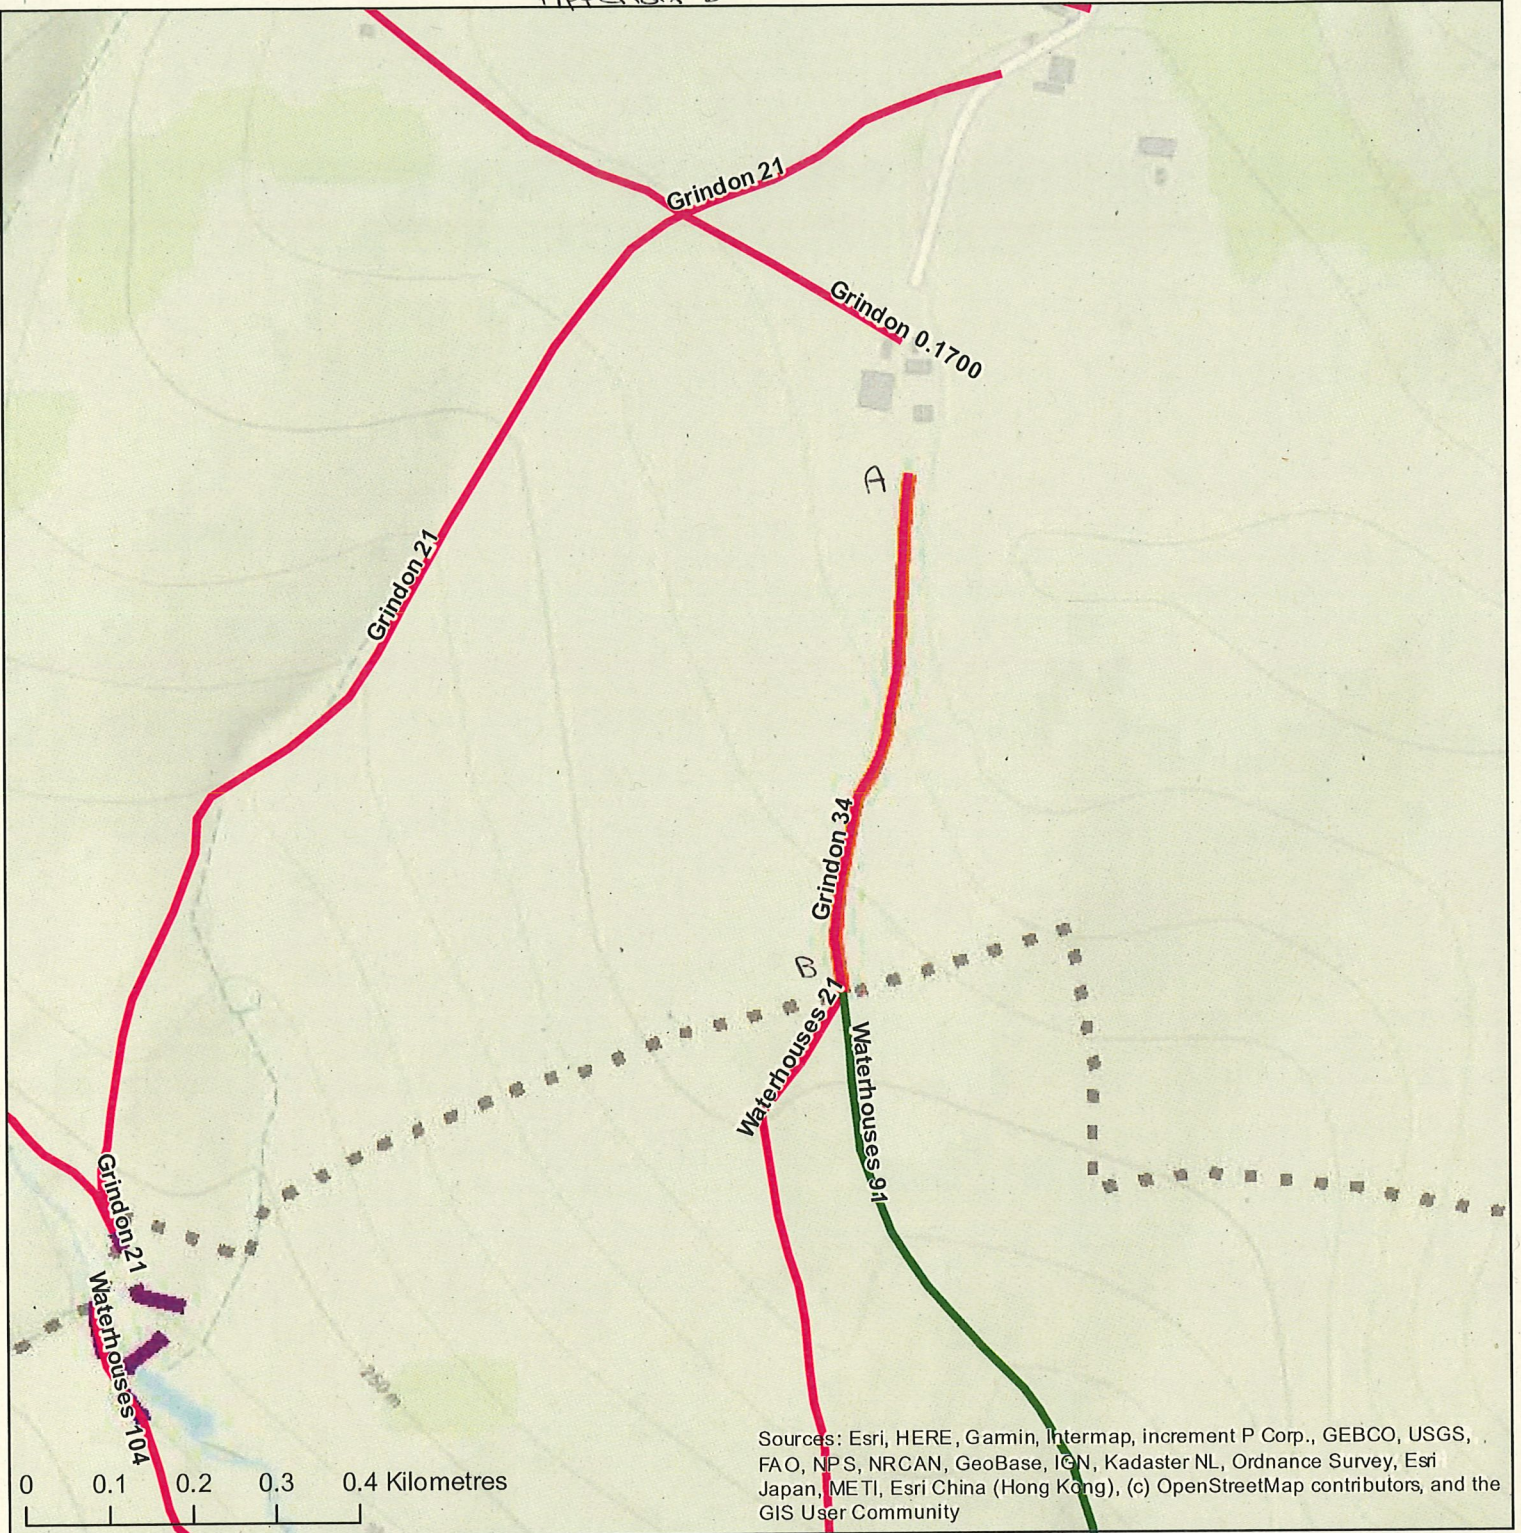 Grindon 21
Grindon 0.1700
A
Grindon 21
Grindon 34
B
Waterhouses 21
Waterhouses 91
Grindon 21
Waterhouses 104
250 m
Sources: Esri, HERE, Garmin, Intermap, increment P Corp., GEBCO, USGS,
FAO, NPS, NRCAN, GeoBase, IGN, Kadaster NL, Ordnance Survey, Esri
Japan, METI, Esri China (Hong Kong), (c) OpenStreetMap contributors, and the
GIS User Community
0 0.1 0.2 0.3 0.4 Kilometres